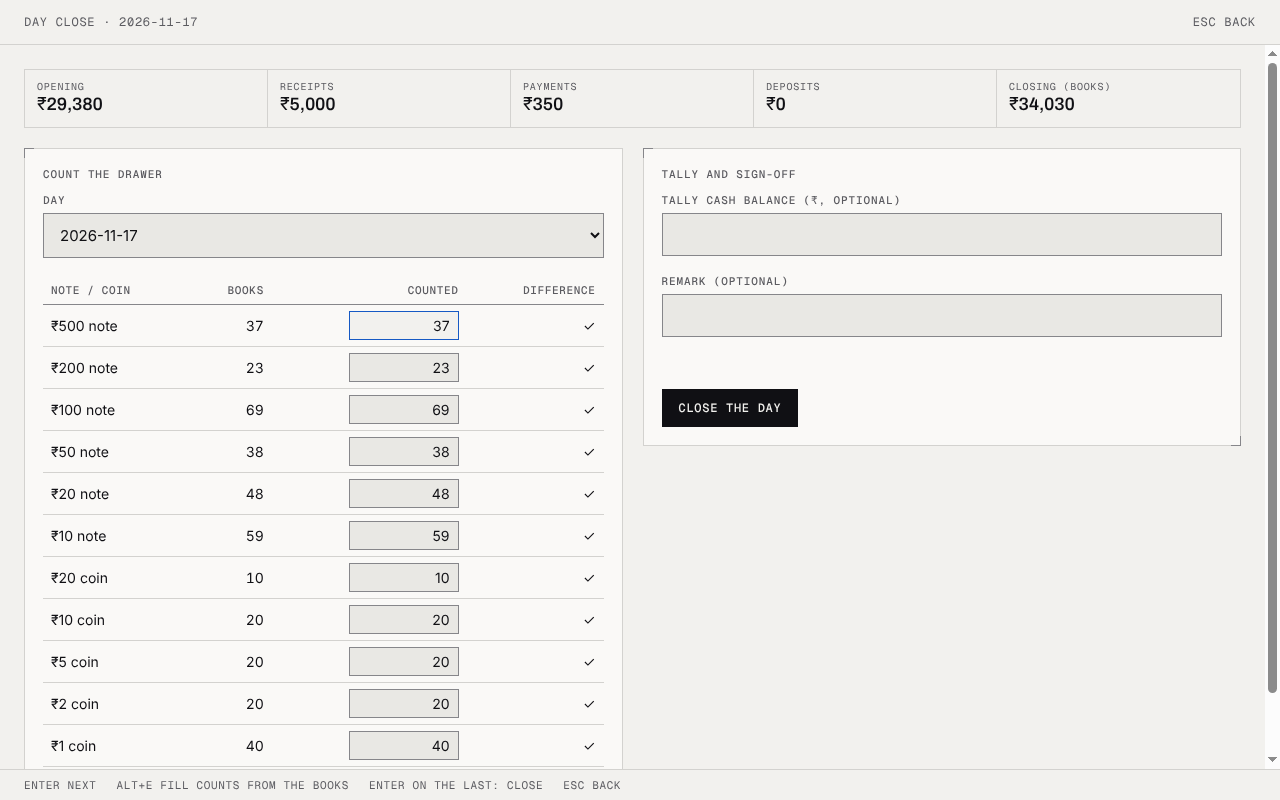 DAY CLOSE · 2026-11-17
ESC BACK
OPENING
₹29,380
RECEIPTS
₹5,000
PAYMENTS
₹350
DEPOSITS
₹0
CLOSING (BOOKS)
₹34,030
COUNT THE DRAWER
DAY
2026-11-17
NOTE / COIN BOOKS COUNTED DIFFERENCE
₹500 note 37 37 ✓
₹200 note 23 23 ✓
₹100 note 69 69 ✓
₹50 note 38 38 ✓
₹20 note 48 48 ✓
₹10 note 59 59 ✓
₹20 coin 10 10 ✓
₹10 coin 20 20 ✓
₹5 coin 20 20 ✓
₹2 coin 20 20 ✓
₹1 coin 40 40 ✓
TALLY AND SIGN-OFF
TALLY CASH BALANCE (₹, OPTIONAL)
REMARK (OPTIONAL)
CLOSE THE DAY
ENTER NEXT ALT+E FILL COUNTS FROM THE BOOKS ENTER ON THE LAST: CLOSE ESC BACK